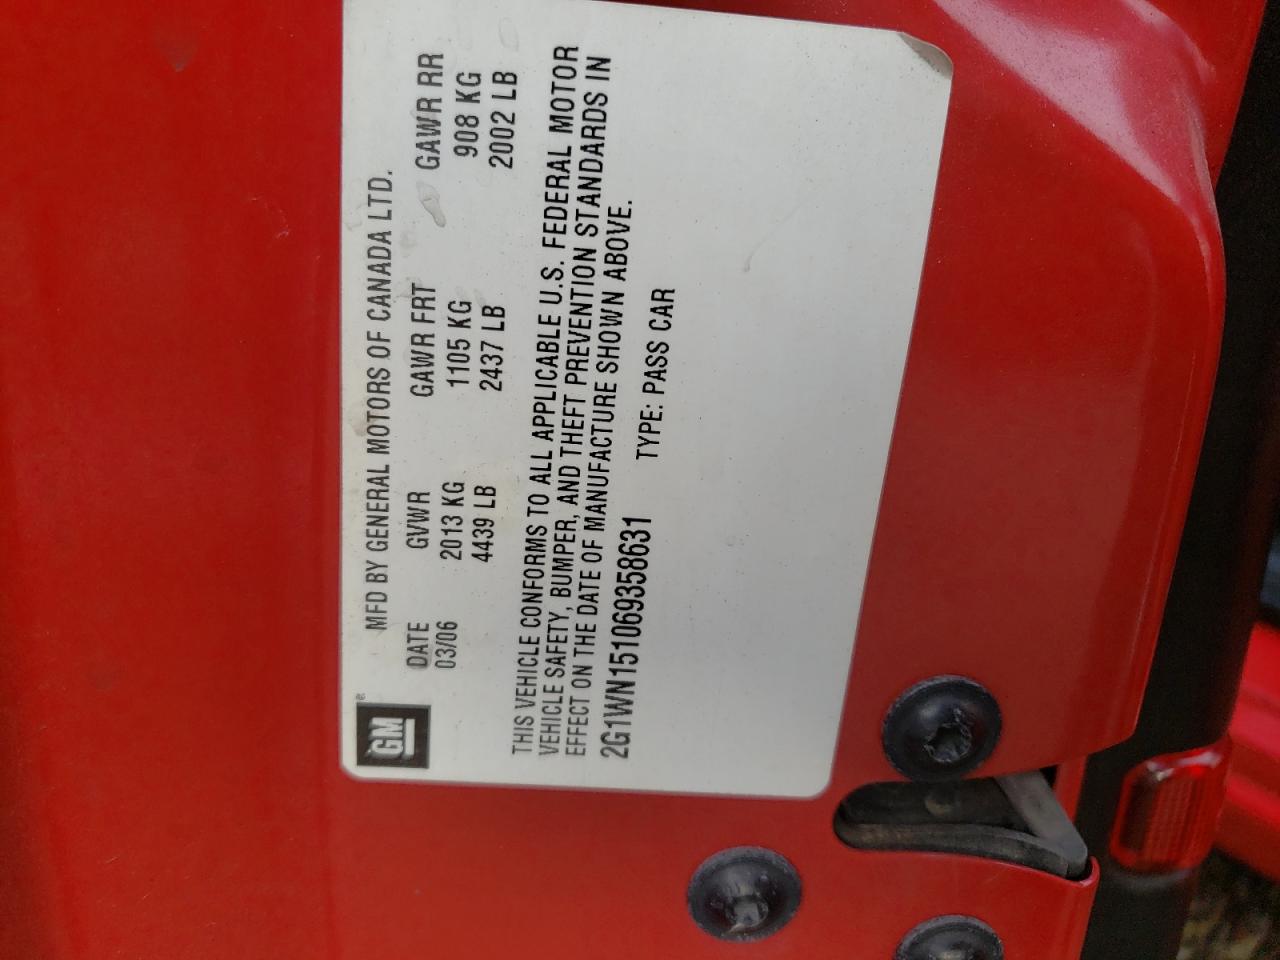 GM®
MFD BY GENERAL MOTORS OF CANADA LTD.
DATE GVWR GAWR FRT GAWR RR
03/06 2013 KG 1105 KG 908 KG
4439 LB 2437 LB 2002 LB
THIS VEHICLE CONFORMS TO ALL APPLICABLE U.S. FEDERAL MOTOR
VEHICLE SAFETY, BUMPER, AND THEFT PREVENTION STANDARDS IN
EFFECT ON THE DATE OF MANUFACTURE SHOWN ABOVE.
2G1WN151069358631 TYPE: PASS CAR